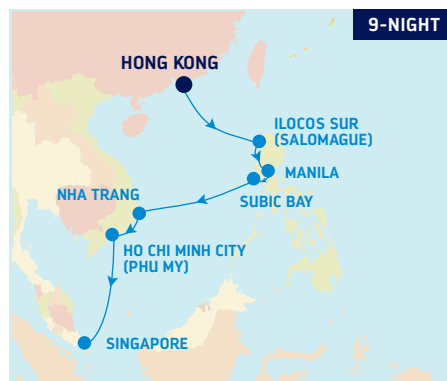 9-NIGHT
HONG KONG
ILOCOS SUR
(SALOMAGUE)
MANILA
SUBIC BAY
NHA TRANG
HO CHI MINH CITY
(PHU MY)
SINGAPORE